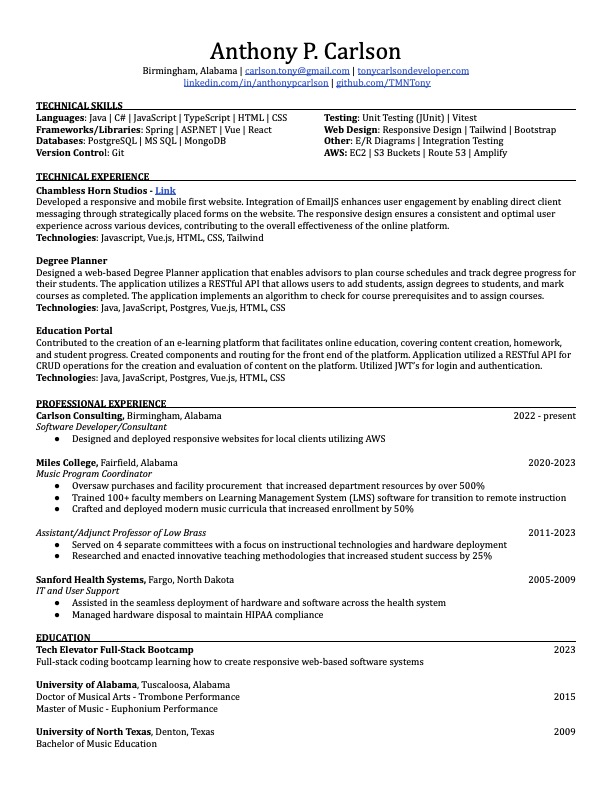 Anthony P. Carlson
Birmingham, Alabama | carlson.tony@gmail.com | tonycarlsondeveloper.com
linkedin.com/in/anthonypcarlson | github.com/TMNTony
TECHNICAL SKILLS
Languages: Java | C# | JavaScript | TypeScript | HTML | CSS
Frameworks/Libraries: Spring | ASP.NET | Vue | React
Databases: PostgreSQL | MS SQL | MongoDB
Version Control: Git
Testing: Unit Testing (JUnit) | Vitest
Web Design: Responsive Design | Tailwind | Bootstrap
Other: E/R Diagrams | Integration Testing
AWS: EC2 | S3 Buckets | Route 53 | Amplify
TECHNICAL EXPERIENCE
Chambless Horn Studios - Link
Developed a responsive and mobile first website. Integration of EmailJS enhances user engagement by enabling direct client
messaging through strategically placed forms on the website. The responsive design ensures a consistent and optimal user
experience across various devices, contributing to the overall effectiveness of the online platform.
Technologies: Javascript, Vue.js, HTML, CSS, Tailwind
Degree Planner
Designed a web-based Degree Planner application that enables advisors to plan course schedules and track degree progress for
their students. The application utilizes a RESTful API that allows users to add students, assign degrees to students, and mark
courses as completed. The application implements an algorithm to check for course prerequisites and to assign courses.
Technologies: Java, JavaScript, Postgres, Vue.js, HTML, CSS
Education Portal
Contributed to the creation of an e-learning platform that facilitates online education, covering content creation, homework,
and student progress. Created components and routing for the front end of the platform. Application utilized a RESTful API for
CRUD operations for the creation and evaluation of content on the platform. Utilized JWT's for login and authentication.
Technologies: Java, JavaScript, Postgres, Vue.js, HTML, CSS
PROFESSIONAL EXPERIENCE
Carlson Consulting, Birmingham, Alabama 2022 - present
Software Developer/Consultant
● Designed and deployed responsive websites for local clients utilizing AWS
Miles College, Fairfield, Alabama 2020-2023
Music Program Coordinator
● Oversaw purchases and facility procurement that increased department resources by over 500%
● Trained 100+ faculty members on Learning Management System (LMS) software for transition to remote instruction
● Crafted and deployed modern music curricula that increased enrollment by 50%
Assistant/Adjunct Professor of Low Brass 2011-2023
● Served on 4 separate committees with a focus on instructional technologies and hardware deployment
● Researched and enacted innovative teaching methodologies that increased student success by 25%
Sanford Health Systems, Fargo, North Dakota 2005-2009
IT and User Support
● Assisted in the seamless deployment of hardware and software across the health system
● Managed hardware disposal to maintain HIPAA compliance
EDUCATION
Tech Elevator Full-Stack Bootcamp 2023
Full-stack coding bootcamp learning how to create responsive web-based software systems
University of Alabama, Tuscaloosa, Alabama
Doctor of Musical Arts - Trombone Performance 2015
Master of Music - Euphonium Performance
University of North Texas, Denton, Texas 2009
Bachelor of Music Education